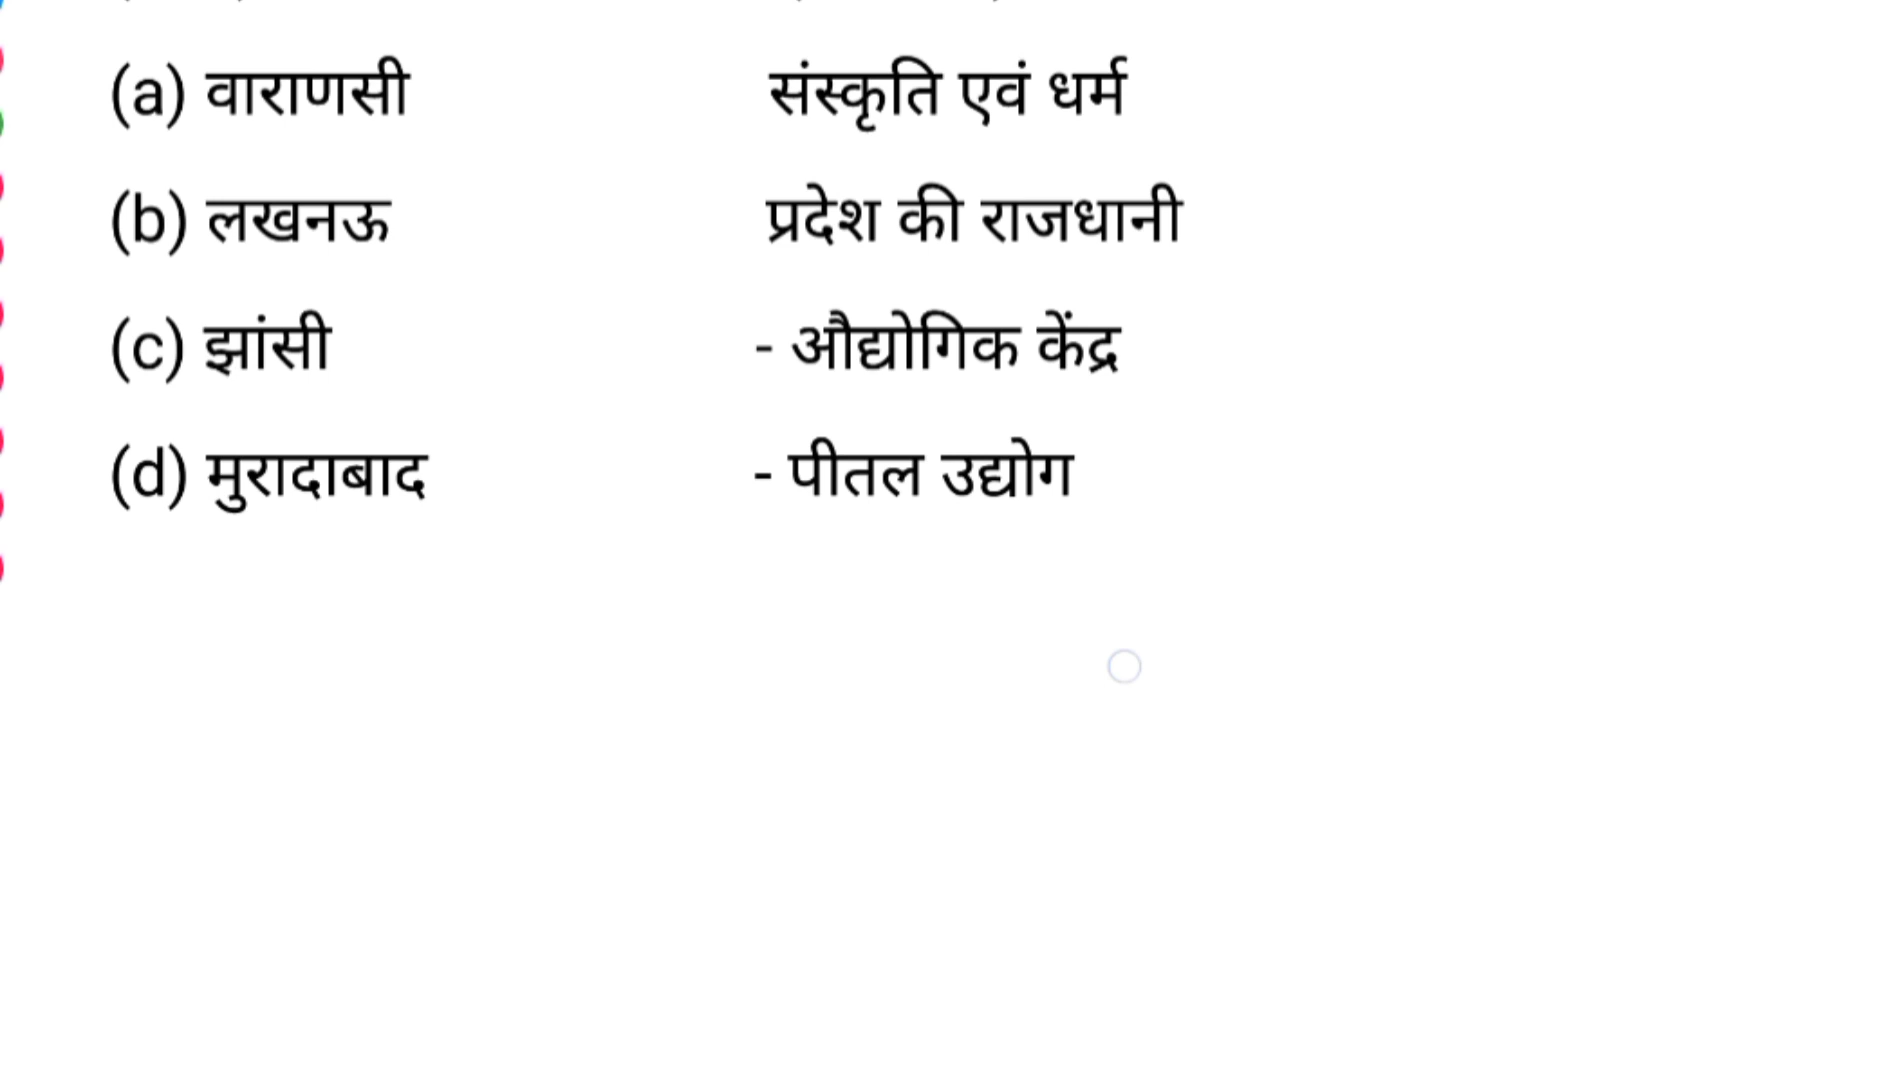 (a) वाराणसी संस्कृति एवं धर्म
(b) लखनऊ प्रदेश की राजधानी
(c) झांसी - औद्योगिक केंद्र
(d) मुरादाबाद - पीतल उद्योग